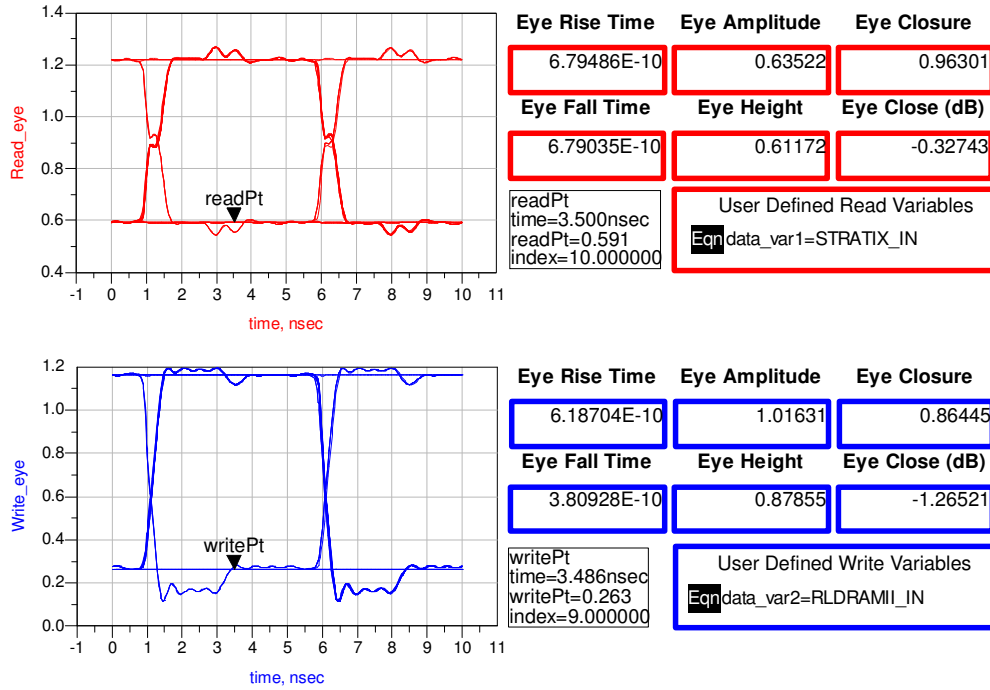 1.4
1.2
1.0
0.8
0.6
0.4
Read_eye
readPt
-1 0 1 2 3 4 5 6 7 8 9 10 11
time, nsec
Eye Rise Time Eye Amplitude Eye Closure
6.79486E-10 0.63522 0.96301
Eye Fall Time Eye Height Eye Close (dB)
6.79035E-10 0.61172 -0.32743
readPt
time=3.500nsec
readPt=0.591
index=10.000000
User Defined Read Variables
Eqn data_var1=STRATIX_IN
1.2
1.0
0.8
0.6
0.4
0.2
0.0
Write_eye
writePt
-1 0 1 2 3 4 5 6 7 8 9 10 11
time, nsec
Eye Rise Time Eye Amplitude Eye Closure
6.18704E-10 1.01631 0.86445
Eye Fall Time Eye Height Eye Close (dB)
3.80928E-10 0.87855 -1.26521
writePt
time=3.486nsec
writePt=0.263
index=9.000000
User Defined Write Variables
Eqn data_var2=RLDRAMII_IN